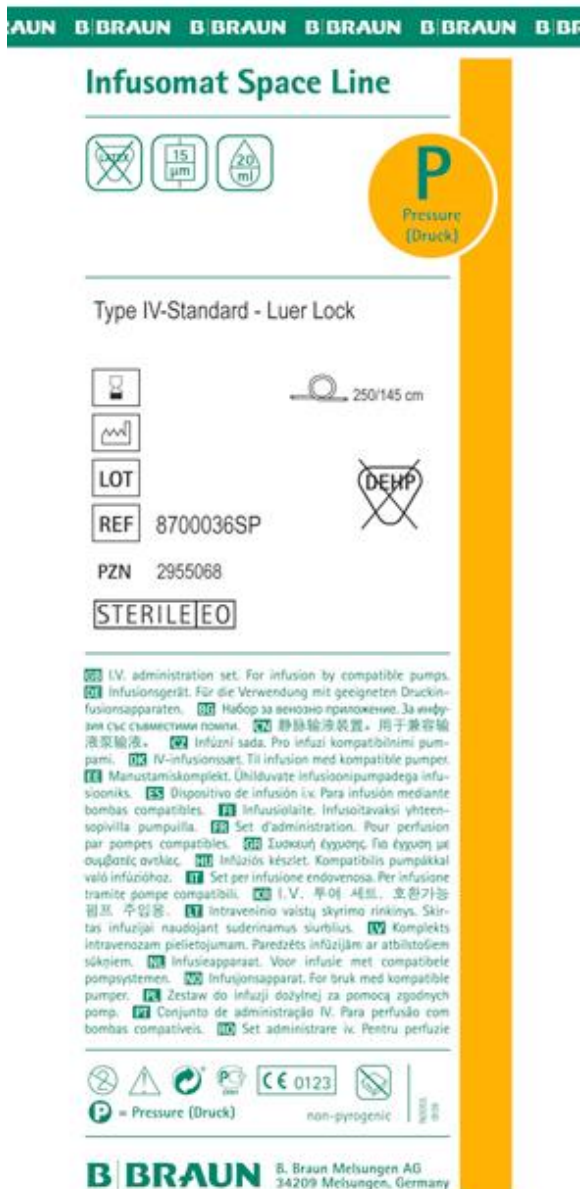 AUN B|BRAUN B|BRAUN B|BRAUN B|BRAUN B|BR
Infusomat Space Line
LATEX
15 µm
20 ml
P
Pressure
(Druck)
Type IV-Standard - Luer Lock
250/145 cm
LOT
DEHP
REF 8700036SP
PZN 2955068
STERILE EO
GB I.V. administration set. For infusion by compatible pumps.
DE Infusionsgerät. Für die Verwendung mit geeigneten Druckin-
fusionsapparaten. BG Набор за венозно приложение. За инфу-
зия със съвместими помпи. CN 静脉输液装置。用于兼容输
液泵输液。 CZ Infúzní sada. Pro infuzi kompatibilními pum-
pami. DK IV-infusionssæt. Til infusion med kompatible pumper.
EE Manustamiskomplekt. Ühilduvate infusioonipumpadega infu-
siooniks. ES Dispositivo de infusión i.v. Para infusión mediante
bombas compatibles. FI Infuusiolaite. Infusoitavaksi yhteen-
sopivilla pumpuilla. FR Set d'administration. Pour perfusion
par pompes compatibles. GR Συσκευή έγχυσης. Για έγχυση με
συμβατές αντλίες. HU Infúziós készlet. Kompatibilis pumpákkal
való infúzióhoz. IT Set per infusione endovenosa. Per infusione
tramite pompe compatibili. KR I.V. 투여 세트. 호환가능
펌프 주입용. LT Intraveninio vaistų skyrimo rinkinys. Skir-
tas infuzijai naudojant suderinamus siurblius. LV Komplekts
intravenozam pielietojumam. Paredzēts infūzijām ar atbilstošiem
sūkņiem. NL Infusieapparaat. Voor infusie met compatibele
pompsystemen. NO Infusjonsapparat. For bruk med kompatible
pumper. PL Zestaw do infuzji dożylnej za pomocą zgodnych
pomp. PT Conjunto de administração IV. Para perfusão com
bombas compatíveis. RO Set administrare iv. Pentru perfuzie
CE 0123
P = Pressure (Druck)
non-pyrogenic
B|BRAUN
B. Braun Melsungen AG
34209 Melsungen, Germany